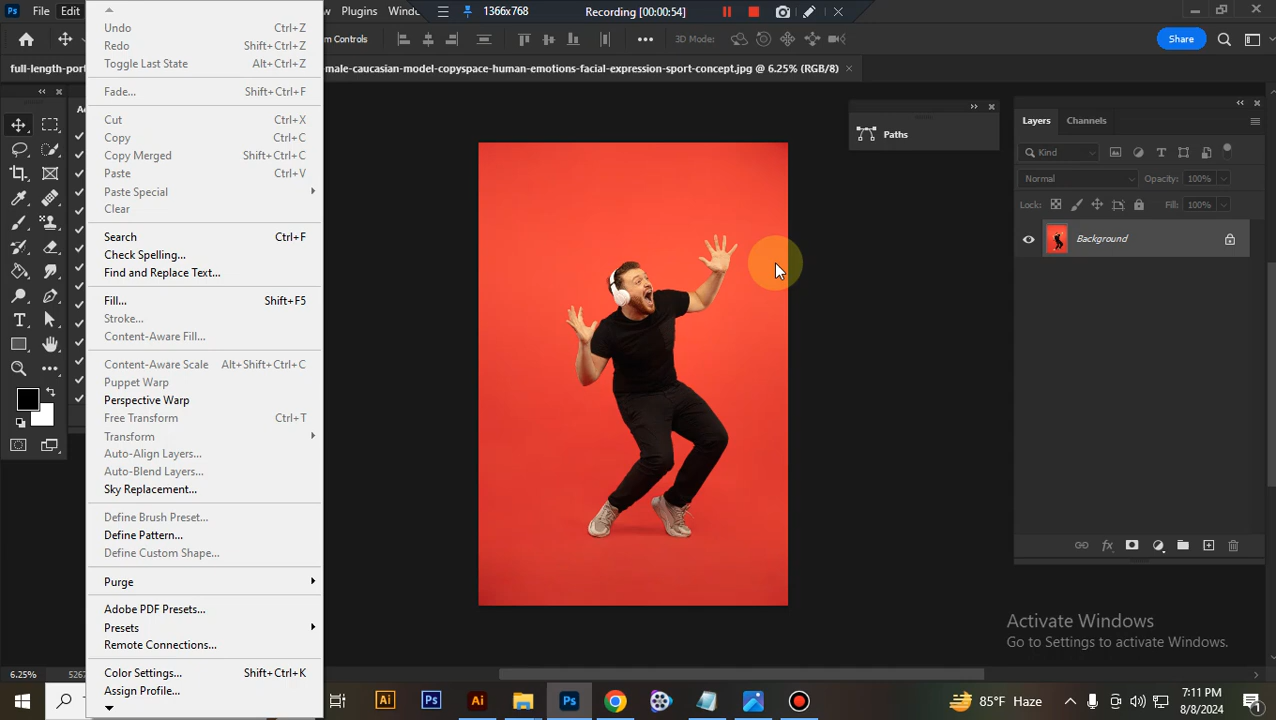 File Edit Plugins Wind 1366x768 Recording [00:00:54]
m Controls 3D Mode: Share
full-length-por male-caucasian-model-copyspace-human-emotions-facial-expression-sport-concept.jpg @ 6.25% (RGB/8)
Undo Ctrl+Z
Redo Shift+Ctrl+Z
Toggle Last State Alt+Ctrl+Z
Fade... Shift+Ctrl+F
Cut Ctrl+X
Copy Ctrl+C
Copy Merged Shift+Ctrl+C
Paste Ctrl+V
Paste Special
Clear
Search Ctrl+F
Check Spelling...
Find and Replace Text...
Fill... Shift+F5
Stroke...
Content-Aware Fill...
Content-Aware Scale Alt+Shift+Ctrl+C
Puppet Warp
Perspective Warp
Free Transform Ctrl+T
Transform
Auto-Align Layers...
Auto-Blend Layers...
Sky Replacement...
Define Brush Preset...
Define Pattern...
Define Custom Shape...
Purge
Adobe PDF Presets...
Presets
Remote Connections...
Color Settings... Shift+Ctrl+K
Assign Profile...
Paths
Layers Channels
Kind
Normal Opacity: 100%
Lock: Fill: 100%
Background
Activate Windows
Go to Settings to activate Windows.
6.25% 526
Ai Ps Ai Ps 85°F Haze 7:11 PM
8/8/2024